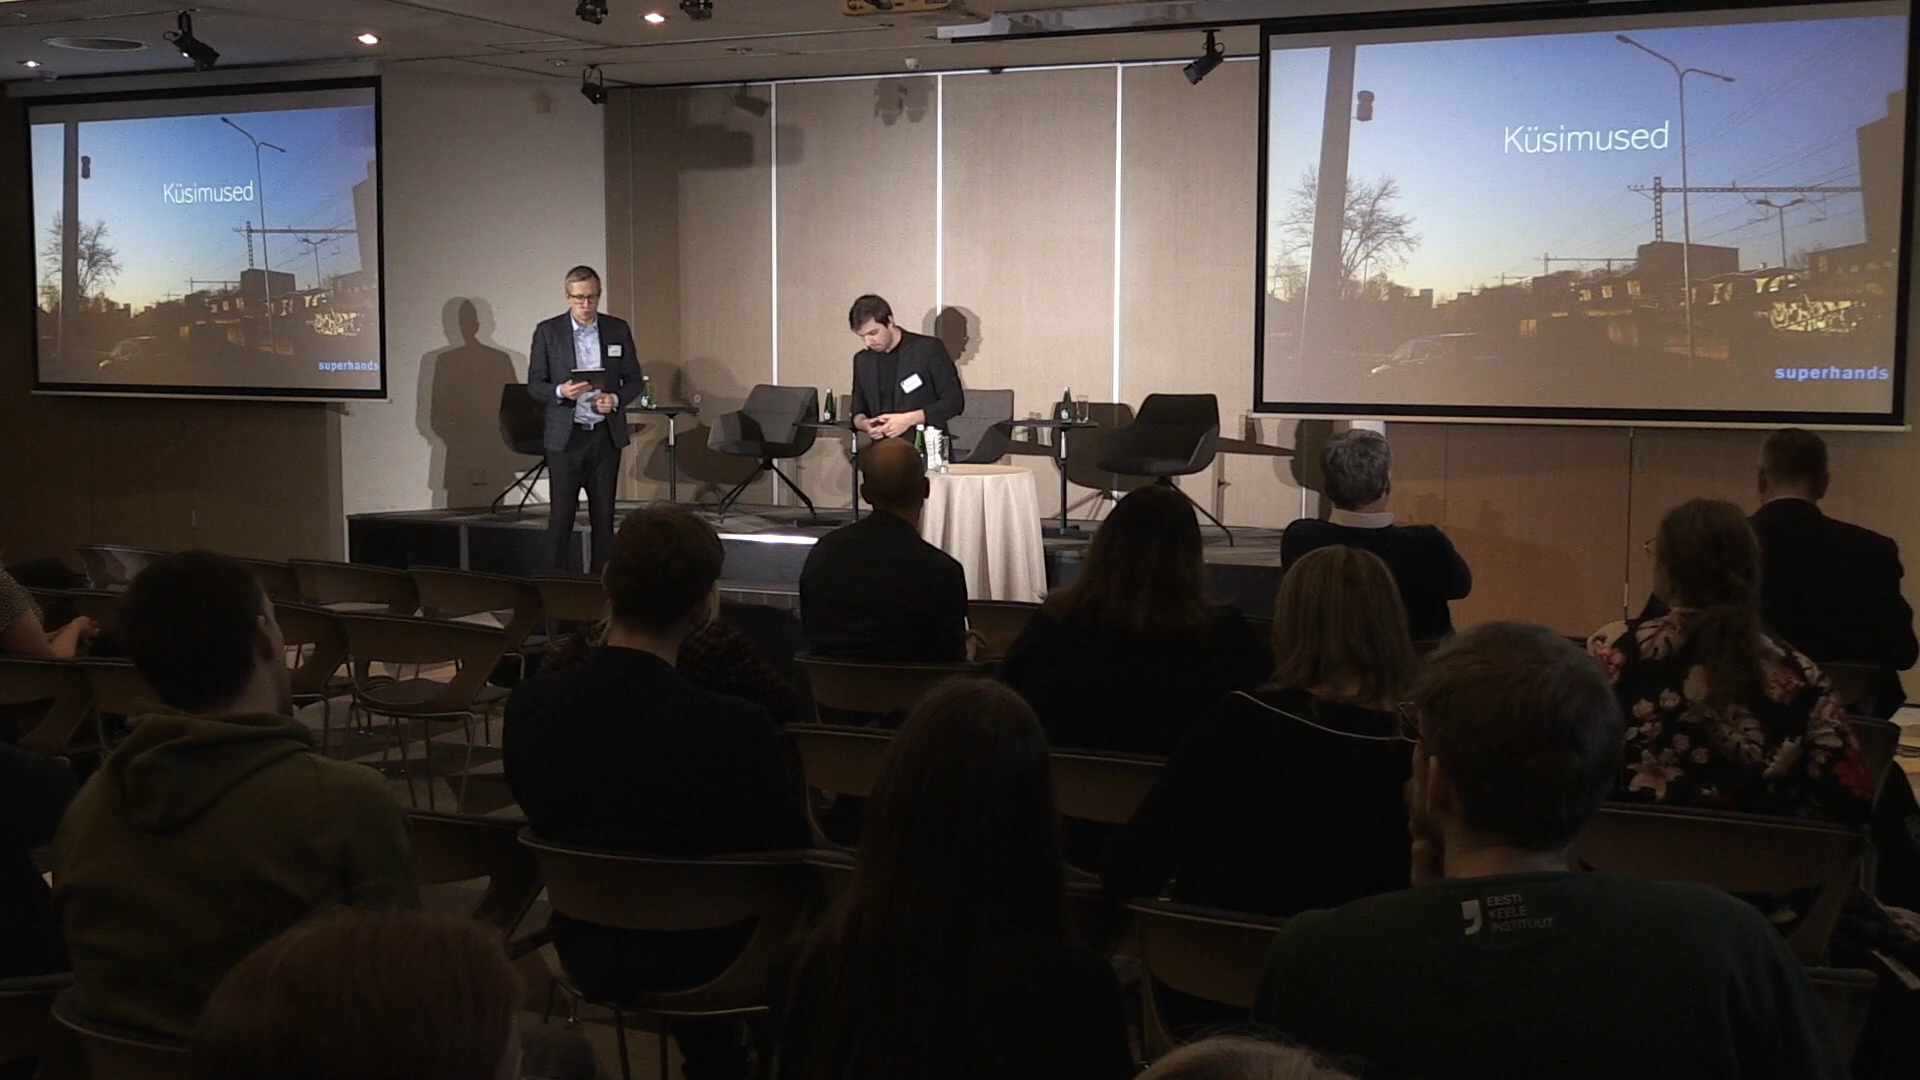 Küsimused
superhands
Küsimused
superhands
EESTI
KEELE
INSTITUUT